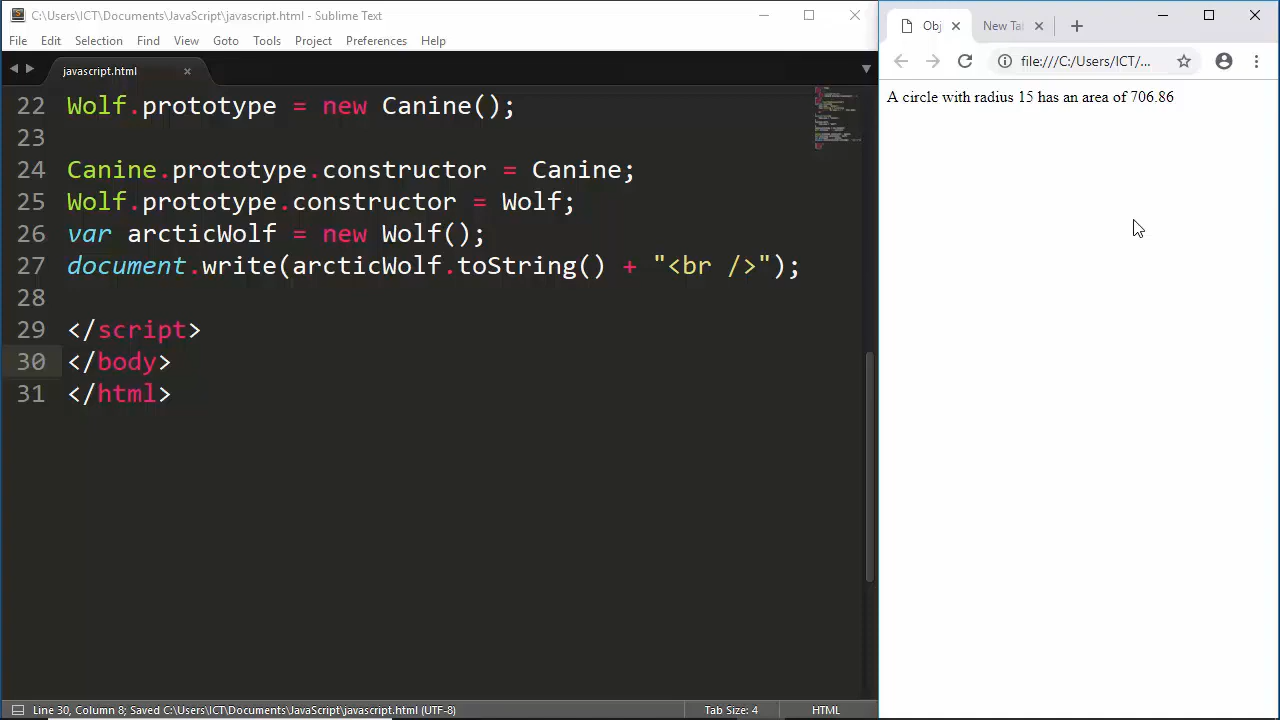 C:\Users\ICT\Documents\JavaScript\javascript.html - Sublime Text
File Edit Selection Find View Goto Tools Project Preferences Help
javascript.html
22 Wolf.prototype = new Canine();
23
24 Canine.prototype.constructor = Canine;
25 Wolf.prototype.constructor = Wolf;
26 var arcticWolf = new Wolf();
27 document.write(arcticWolf.toString() + "<br />");
28
29 </script>
30 </body>
31 </html>
Line 30, Column 8; Saved C:\Users\ICT\Documents\JavaScript\javascript.html (UTF-8) Tab Size: 4 HTML
Obj New Tab
file:///C:/Users/ICT/...
A circle with radius 15 has an area of 706.86